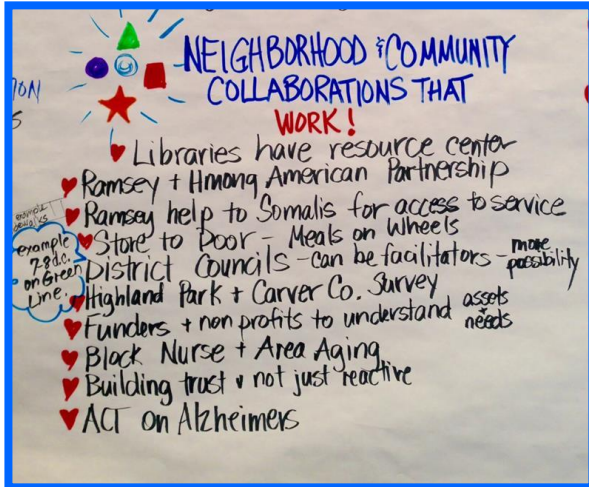 NEIGHBORHOOD & COMMUNITY
COLLABORATIONS THAT
WORK!
Libraries have resource center
Ramsey + Hmong American Partnership
Ramsey help to Somalis for access to service
Store to Door - Meals on Wheels
District Councils - can be facilitators - more possibility
Highland Park + Carver Co. Survey
Funders + non profits to understand assets + needs
Block Nurse + Area Aging
Building trust & not just reactive
ACT on Alzheimers
example
7-8 d.c.
on Green
Line.